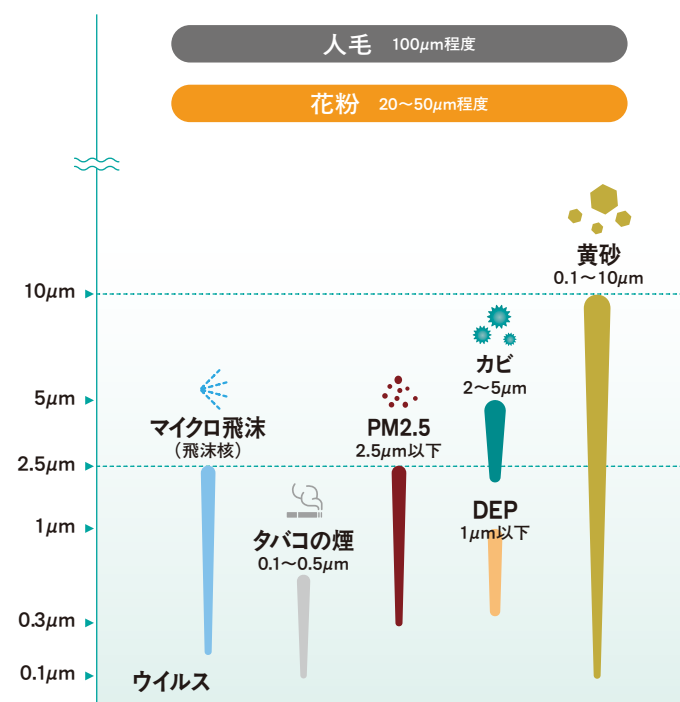 人毛 100μm程度
花粉 20〜50μm程度
黄砂
0.1〜10μm
10μm
カビ
2〜5μm
5μm
マイクロ飛沫
（飛沫核）
PM2.5
2.5μm以下
2.5μm
DEP
1μm以下
1μm
タバコの煙
0.1〜0.5μm
0.3μm
0.1μm
ウイルス